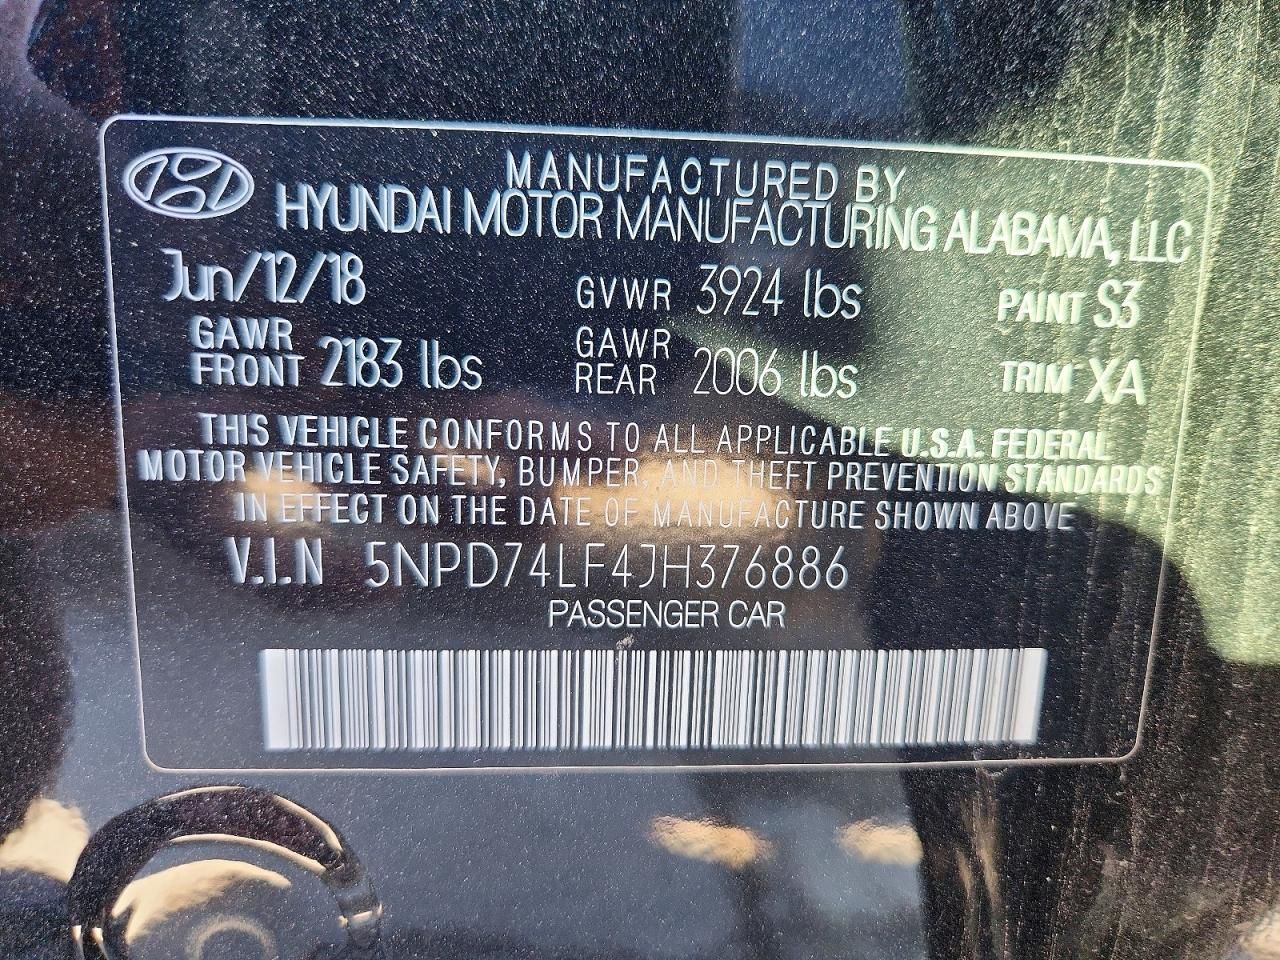 MANUFACTURED BY
HYUNDAI MOTOR MANUFACTURING ALABAMA, LLC
Jun/12/18 GVWR 3924 lbs PAINT S3
GAWR FRONT 2183 lbs GAWR REAR 2006 lbs TRIM XA
THIS VEHICLE CONFORMS TO ALL APPLICABLE U.S.A. FEDERAL
MOTOR VEHICLE SAFETY, BUMPER, AND THEFT PREVENTION STANDARDS
IN EFFECT ON THE DATE OF MANUFACTURE SHOWN ABOVE
V.I.N 5NPD74LF4JH376886
PASSENGER CAR